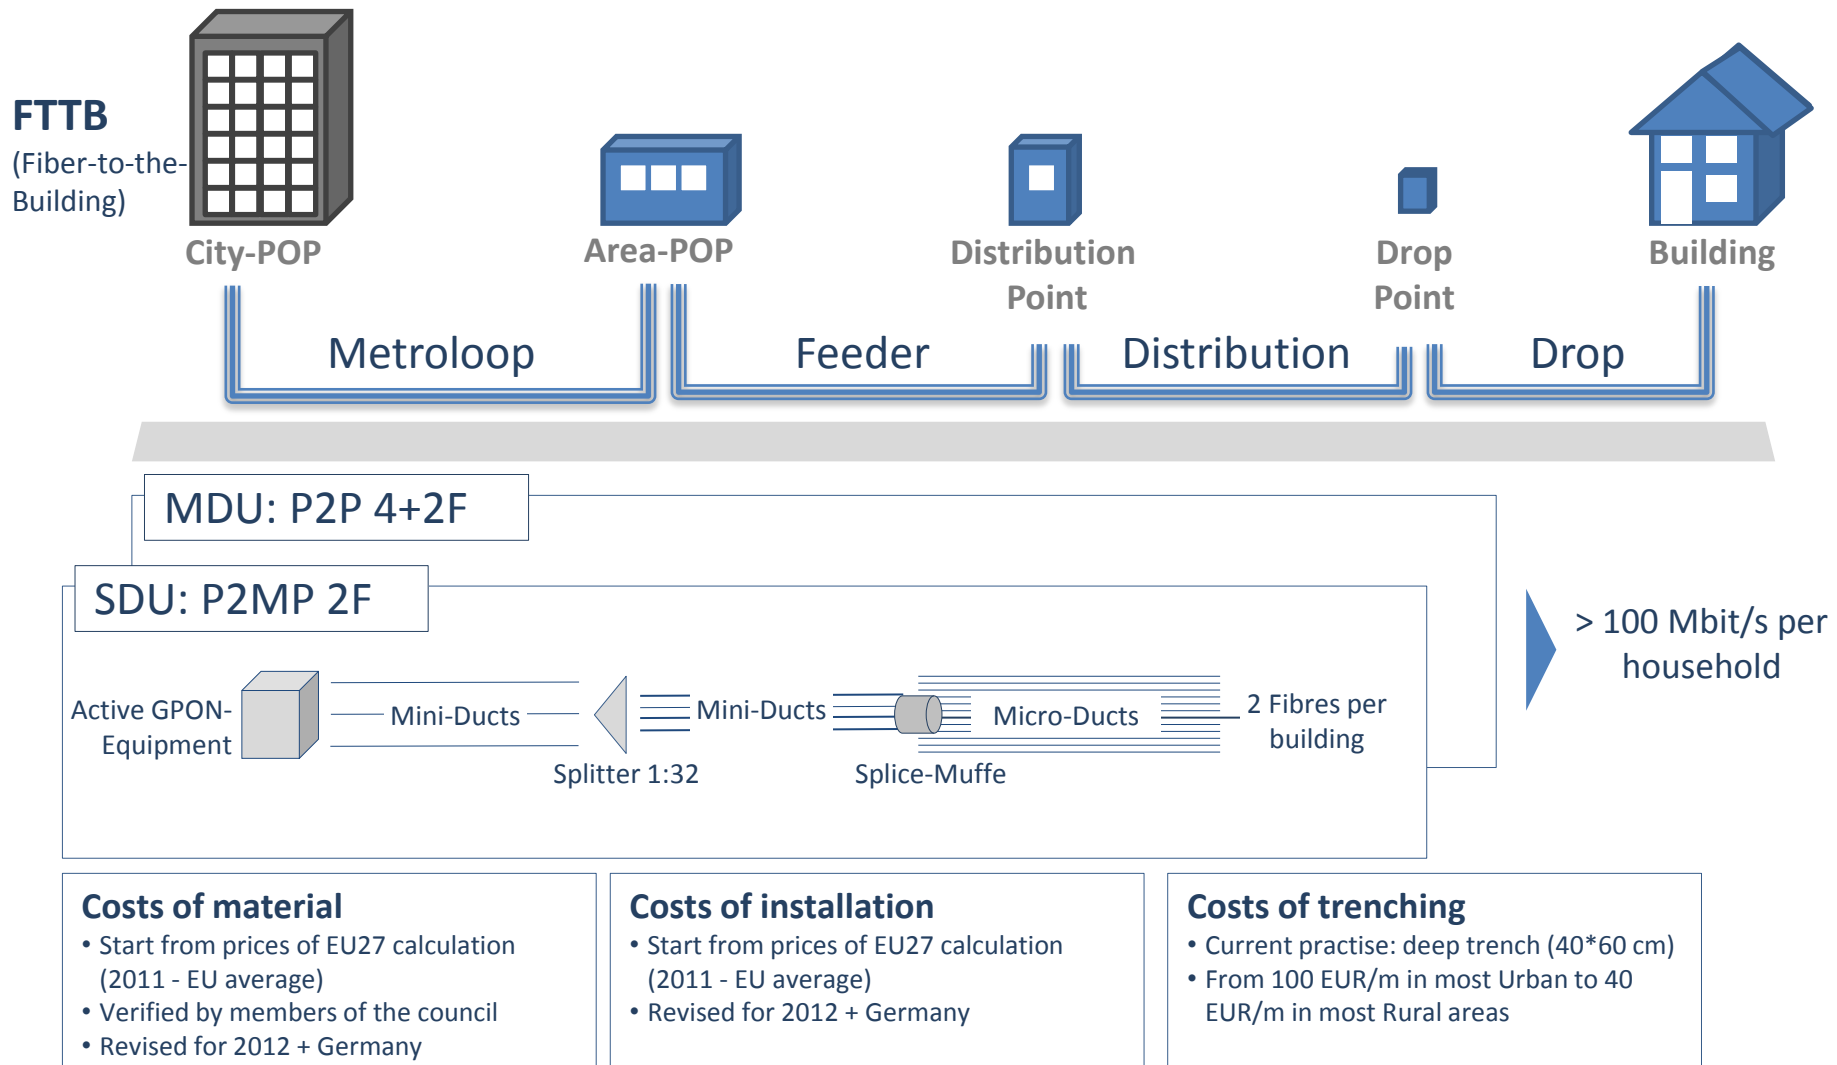 FTTB
(Fiber-to-the-
Building)
City-POP
Area-POP
Distribution
Point
Drop
Point
Building
Metroloop
Feeder
Distribution
Drop
MDU: P2P 4+2F
SDU: P2MP 2F
> 100 Mbit/s per
household
Active GPON-
Equipment
Mini-Ducts
Splitter 1:32
Mini-Ducts
Splice-Muffe
Micro-Ducts
2 Fibres per
building
Costs of material
• Start from prices of EU27 calculation
(2011 - EU average)
• Verified by members of the council
• Revised for 2012 + Germany
Costs of installation
• Start from prices of EU27 calculation
(2011 - EU average)
• Revised for 2012 + Germany
Costs of trenching
• Current practise: deep trench (40*60 cm)
• From 100 EUR/m in most Urban to 40
EUR/m in most Rural areas